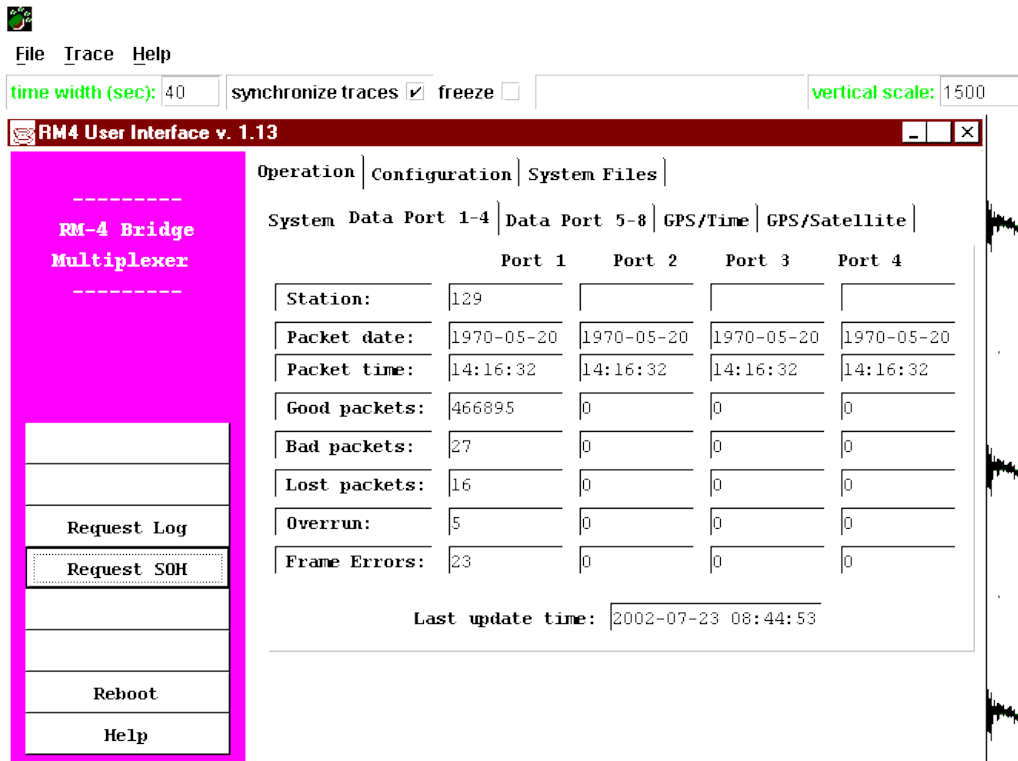 File Trace Help
time width (sec): 40 synchronize traces freeze vertical scale: 1500
RM4 User Interface v. 1.13
---------
RM-4 Bridge
Multiplexer
---------
Request Log
Request SOH
Reboot
Help
Operation Configuration System Files
System Data Port 1-4 Data Port 5-8 GPS/Time GPS/Satellite
Port 1 Port 2 Port 3 Port 4
Station: 129
Packet date: 1970-05-20 1970-05-20 1970-05-20 1970-05-20
Packet time: 14:16:32 14:16:32 14:16:32 14:16:32
Good packets: 466895 0 0 0
Bad packets: 27 0 0 0
Lost packets: 16 0 0 0
Overrun: 5 0 0 0
Frame Errors: 23 0 0 0
Last update time: 2002-07-23 08:44:53